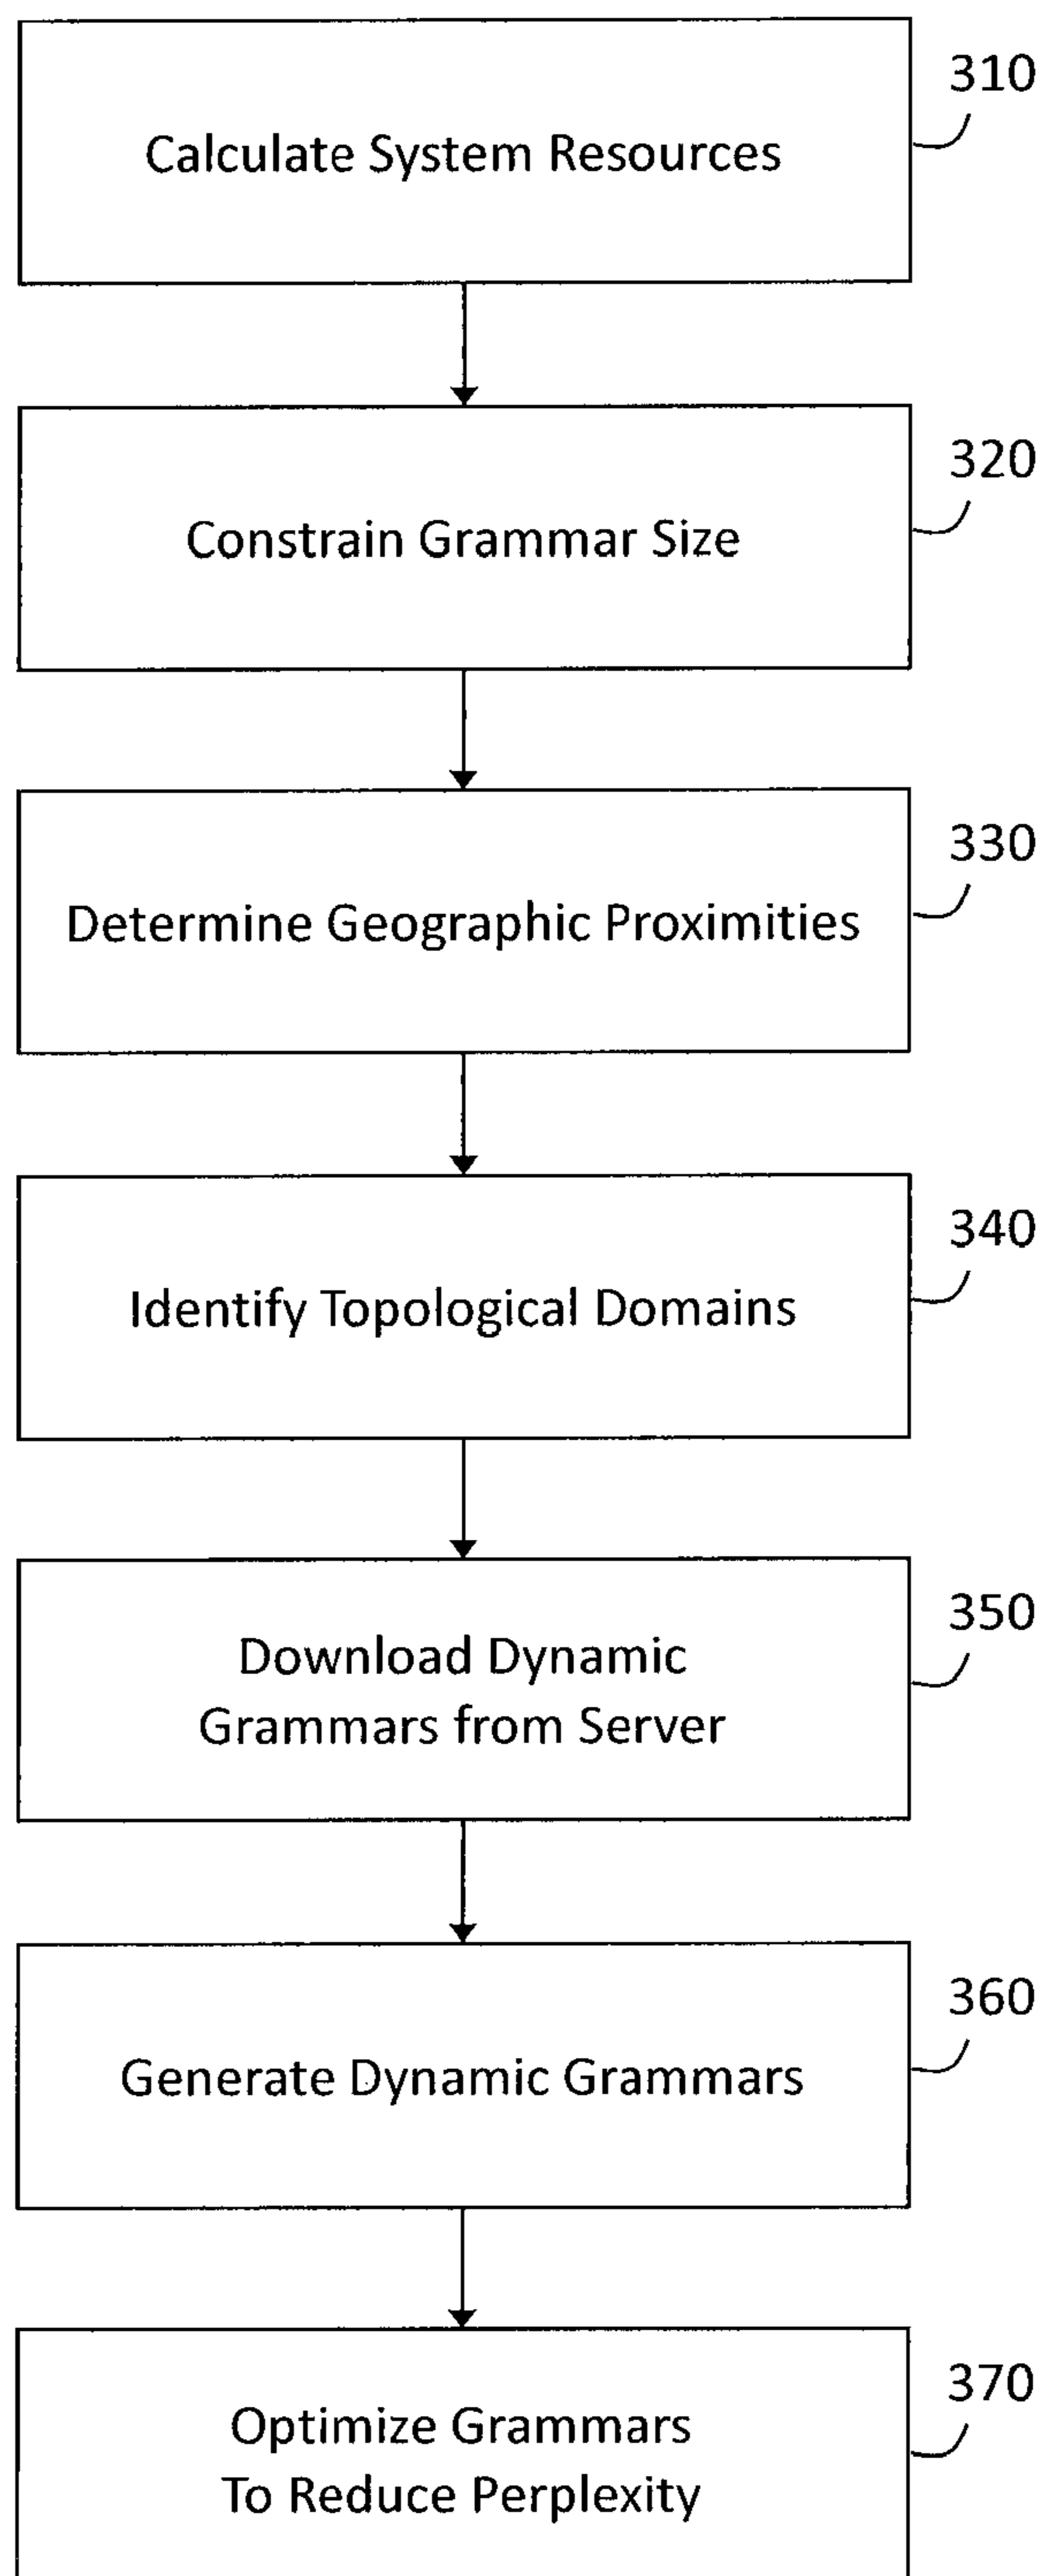 310
Calculate System Resources
320
Constrain Grammar Size
330
Determine Geographic Proximities
340
Identify Topological Domains
350
Download Dynamic
Grammars from Server
360
Generate Dynamic Grammars
370
Optimize Grammars
To Reduce Perplexity